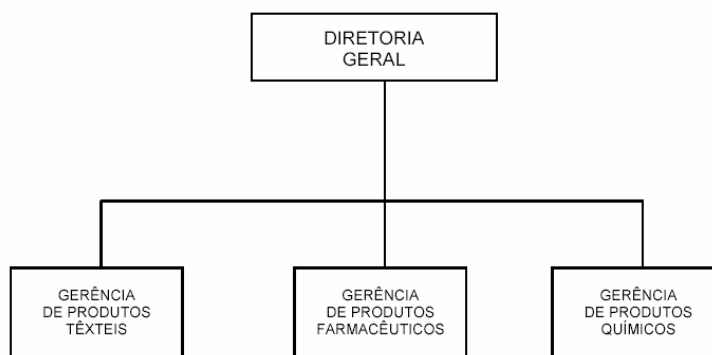 DIRETORIA
GERAL
GERÊNCIA
DE PRODUTOS
TÊXTEIS
GERÊNCIA
DE PRODUTOS
FARMACÊUTICOS
GERÊNCIA
DE PRODUTOS
QUÍMICOS